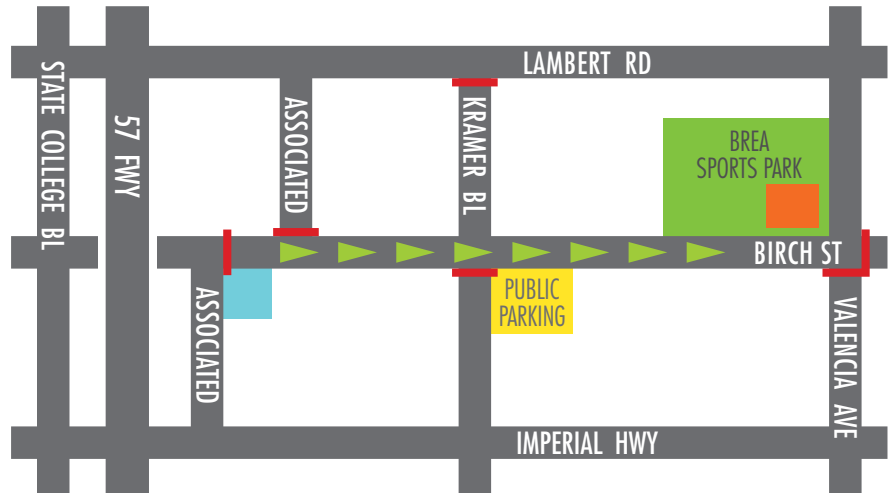 LAMBERT RD
STATE COLLEGE BL
57 FWY
ASSOCIATED
KRAMER BL
BREA
SPORTS PARK
BIRCH ST
ASSOCIATED
PUBLIC
PARKING
VALENCIA AVE
IMPERIAL HWY